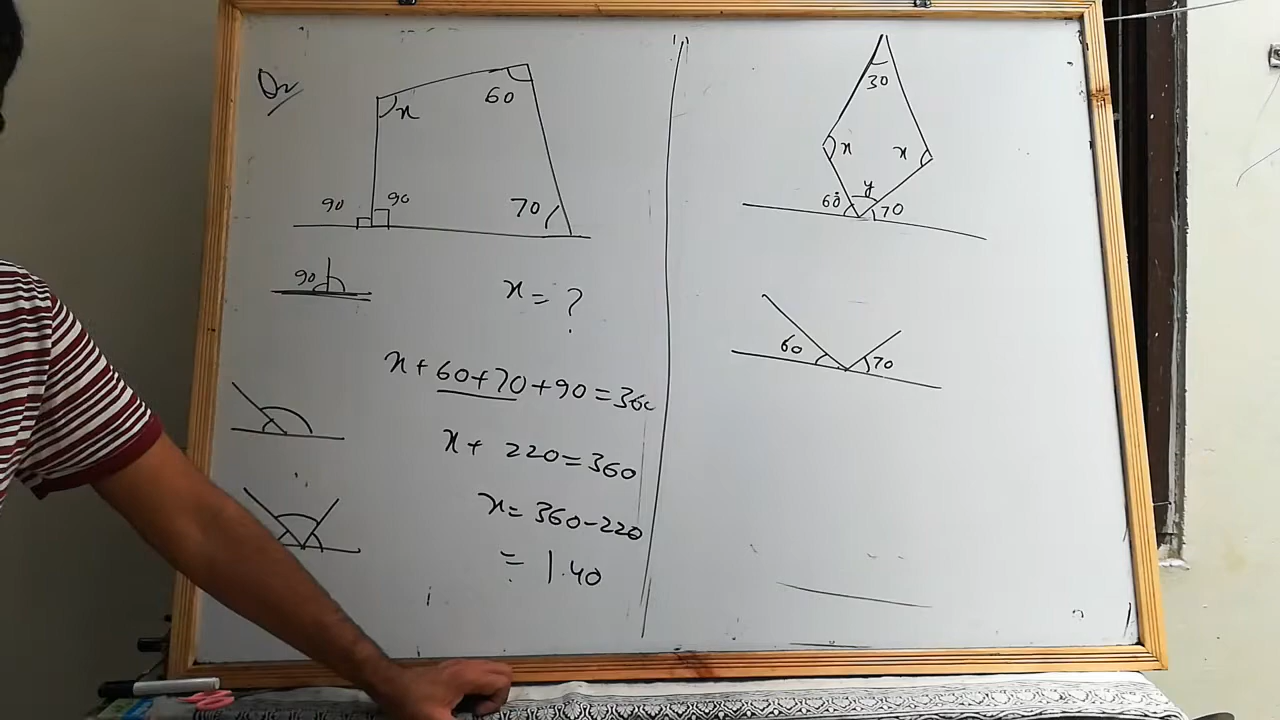 Q2
60
x
90 90
70
90
x = ?
x + 60 + 70 + 90 = 360
x + 220 = 360
x = 360 - 220
= 140
30
x x
y
60 70
60 70